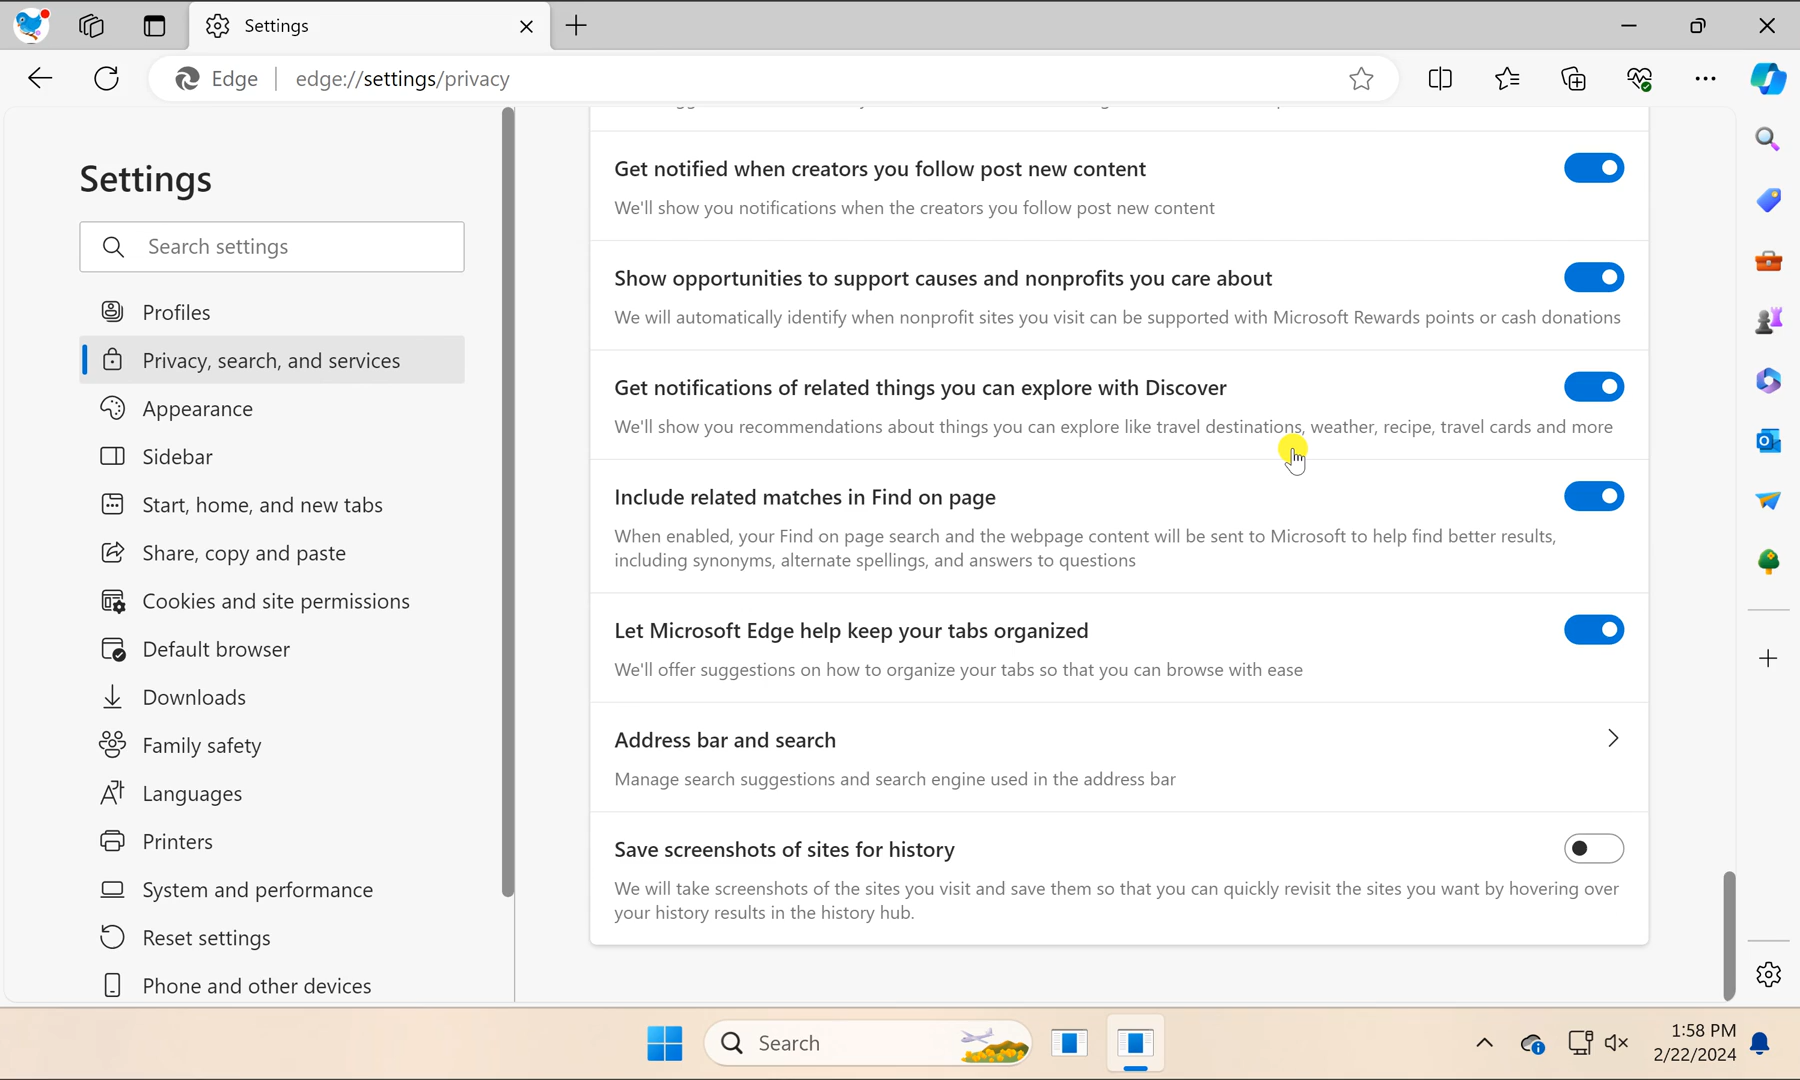 Settings
Edge
edge://settings/privacy
Settings
Search settings
Profiles
Privacy, search, and services
Appearance
Sidebar
Start, home, and new tabs
Share, copy and paste
Cookies and site permissions
Default browser
Downloads
Family safety
Languages
Printers
System and performance
Reset settings
Phone and other devices
Get notified when creators you follow post new content
We'll show you notifications when the creators you follow post new content
Show opportunities to support causes and nonprofits you care about
We will automatically identify when nonprofit sites you visit can be supported with Microsoft Rewards points or cash donations
Get notifications of related things you can explore with Discover
We'll show you recommendations about things you can explore like travel destinations, weather, recipe, travel cards and more
Include related matches in Find on page
When enabled, your Find on page search and the webpage content will be sent to Microsoft to help find better results,
including synonyms, alternate spellings, and answers to questions
Let Microsoft Edge help keep your tabs organized
We'll offer suggestions on how to organize your tabs so that you can browse with ease
Address bar and search
Manage search suggestions and search engine used in the address bar
Save screenshots of sites for history
We will take screenshots of the sites you visit and save them so that you can quickly revisit the sites you want by hovering over
your history results in the history hub.
Search
1:58 PM
2/22/2024